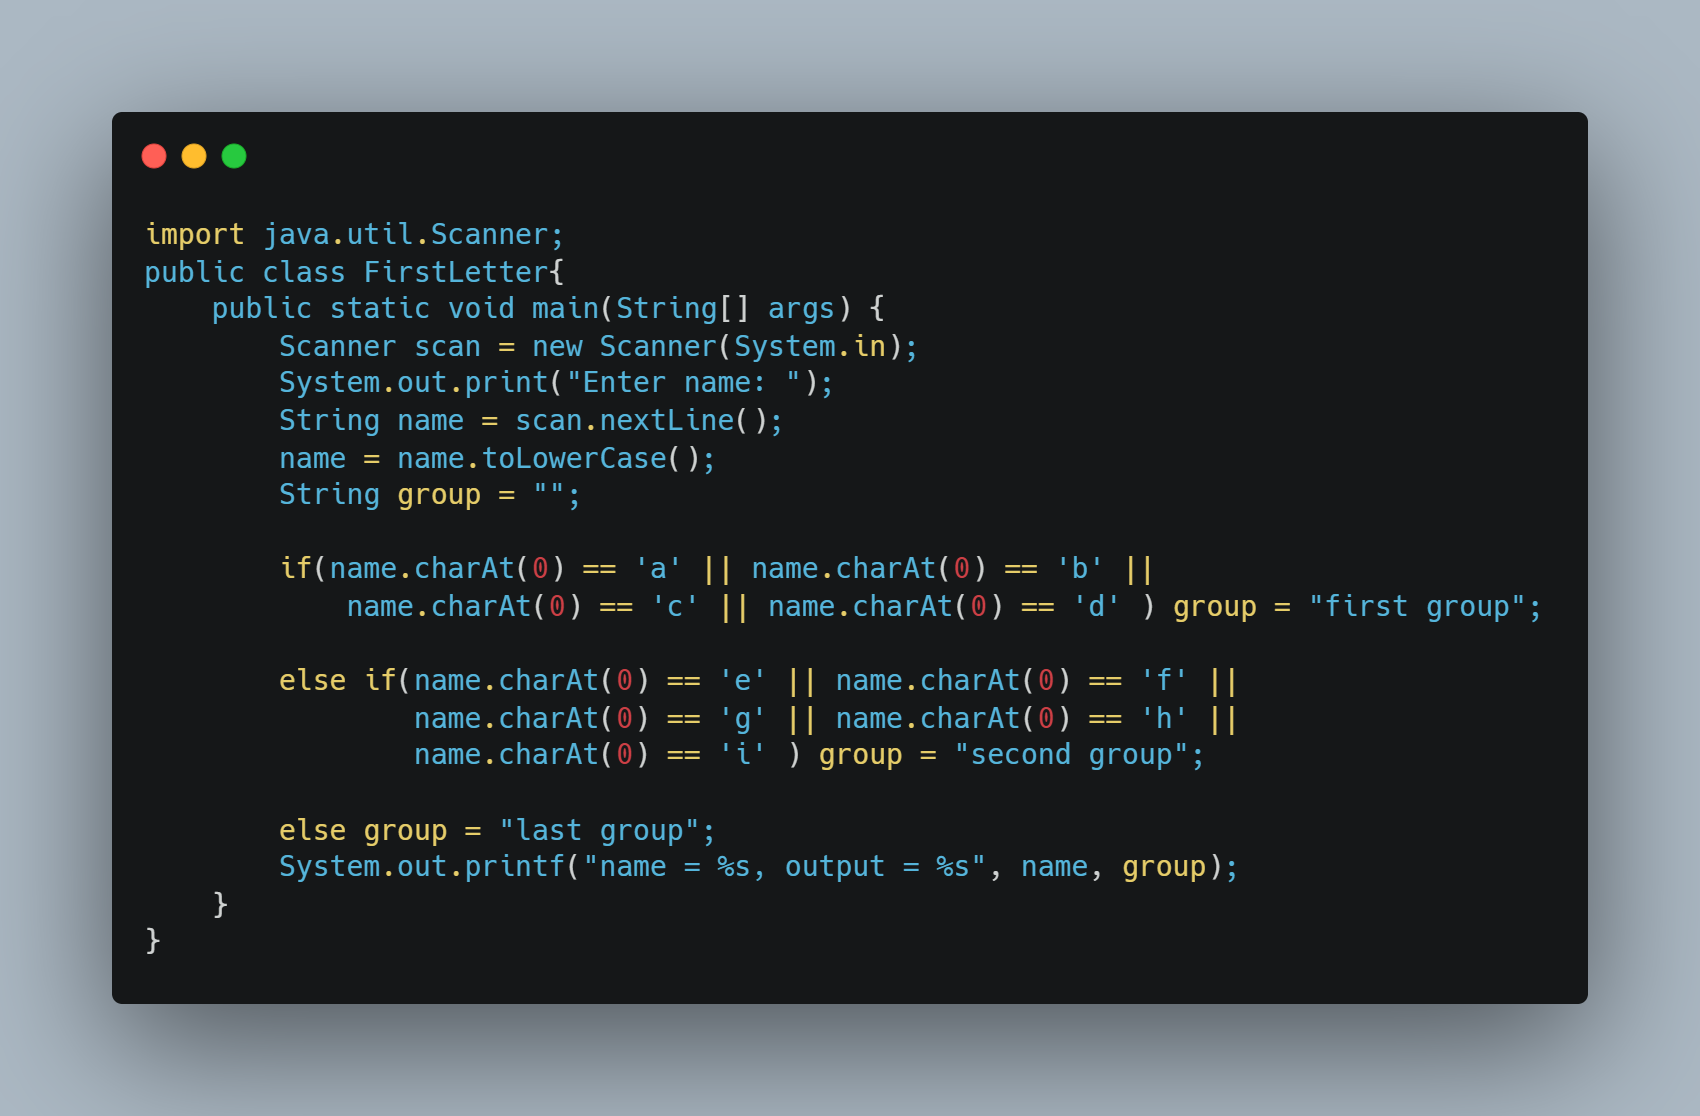 import java.util.Scanner;
public class FirstLetter{
    public static void main(String[] args) {
        Scanner scan = new Scanner(System.in);
        System.out.print("Enter name: ");
        String name = scan.nextLine();
        name = name.toLowerCase();
        String group = "";

        if(name.charAt(0) == 'a' || name.charAt(0) == 'b' ||
            name.charAt(0) == 'c' || name.charAt(0) == 'd' ) group = "first group";

        else if(name.charAt(0) == 'e' || name.charAt(0) == 'f' ||
                name.charAt(0) == 'g' || name.charAt(0) == 'h' ||
                name.charAt(0) == 'i' ) group = "second group";

        else group = "last group";
        System.out.printf("name = %s, output = %s", name, group);
    }
}